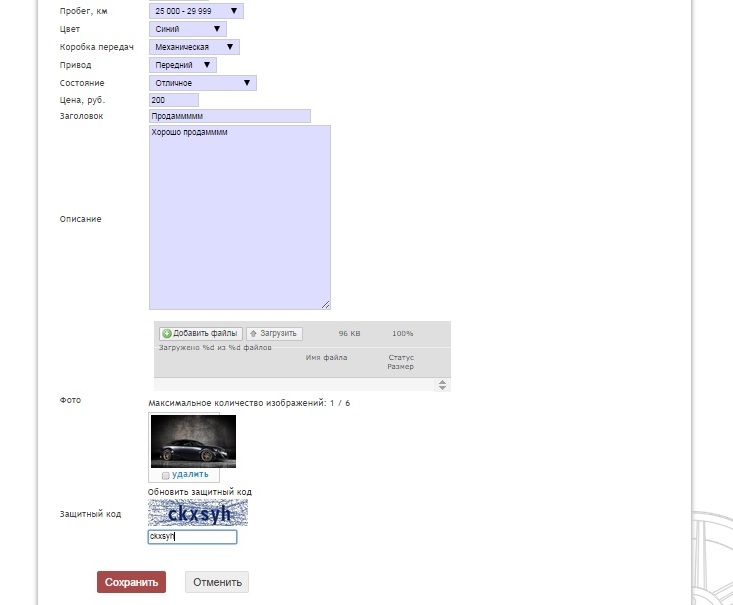 Пробег, км 25 000 - 29 999
Цвет Синий
Коробка передач Механическая
Привод Передний
Состояние Отличное
Цена, руб. 200
Заголовок Продаммммм
Хорошо продамммм
Описание
Добавить файлы Загрузить 96 KB 100%
Загружено %d из %d файлов
Имя файла Статус
Размер
Фото
Максимальное количество изображений: 1 / 6
удалить
Обновить защитный код
Защитный код ckxsyh
ckxsyh
Сохранить Отменить